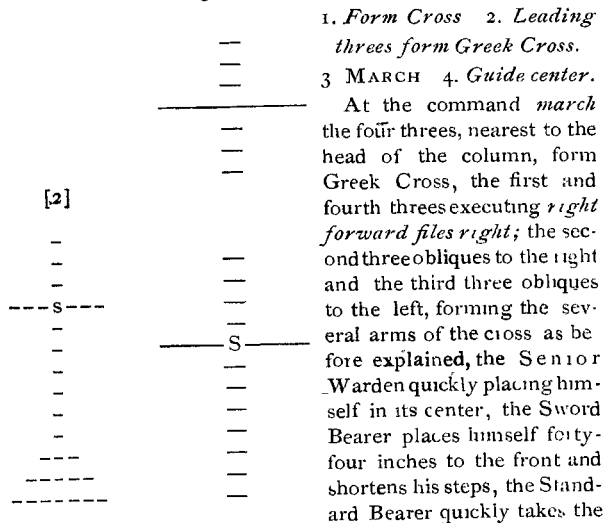 1. Form Cross 2. Leading
threes form Greek Cross.
3 MARCH 4. Guide center.
At the command march
the four threes, nearest to the
head of the column, form
Greek Cross, the first and
fourth threes executing right
forward files right; the sec-
ond three obliques to the right
and the third three obliques
to the left, forming the sev-
eral arms of the cross as be
fore explained, the Senior
Warden quickly placing him-
self in its center, the Sword
Bearer places himself forty-
four inches to the front and
shortens his steps, the Stand-
ard Bearer quickly takes the
[2]
S
S